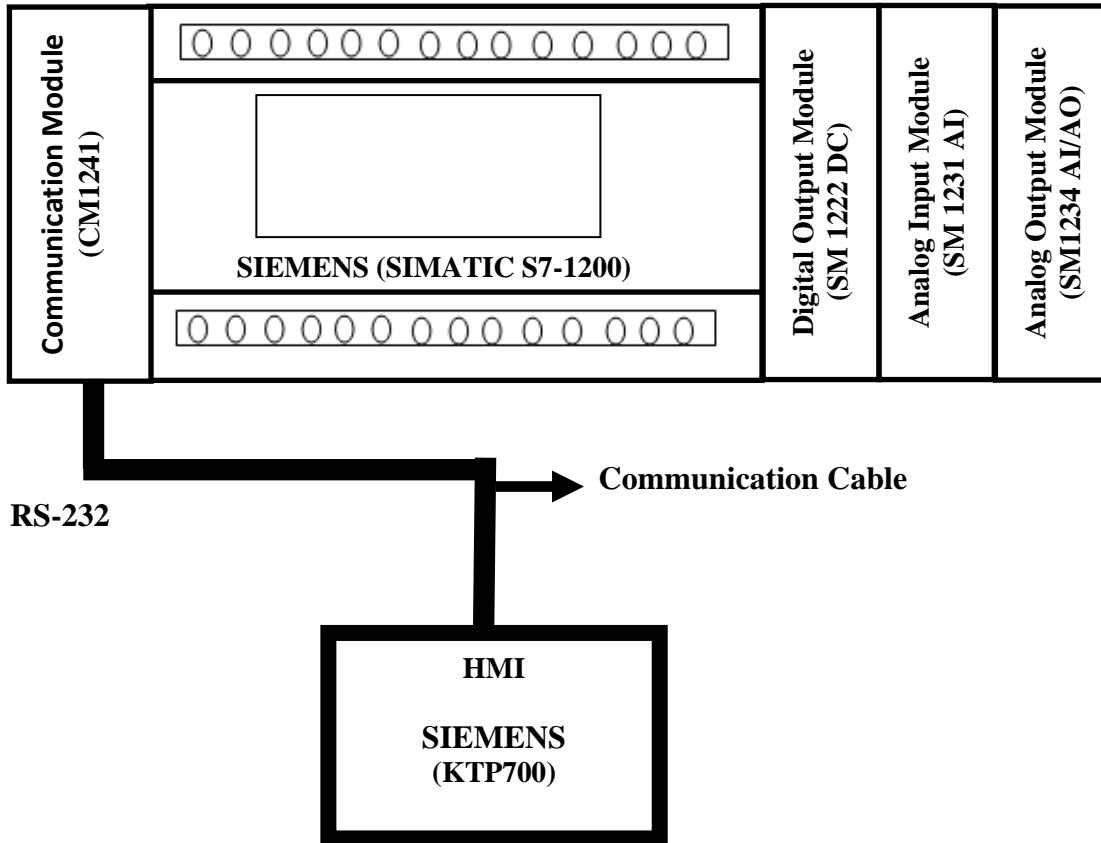 Communication Module
(CM1241)
SIEMENS (SIMATIC S7-1200)
Digital Output Module
(SM 1222 DC)
Analog Input Module
(SM 1231 AI)
Analog Output Module
(SM1234 AI/AO)
Communication Cable
RS-232
HMI
SIEMENS
(KTP700)